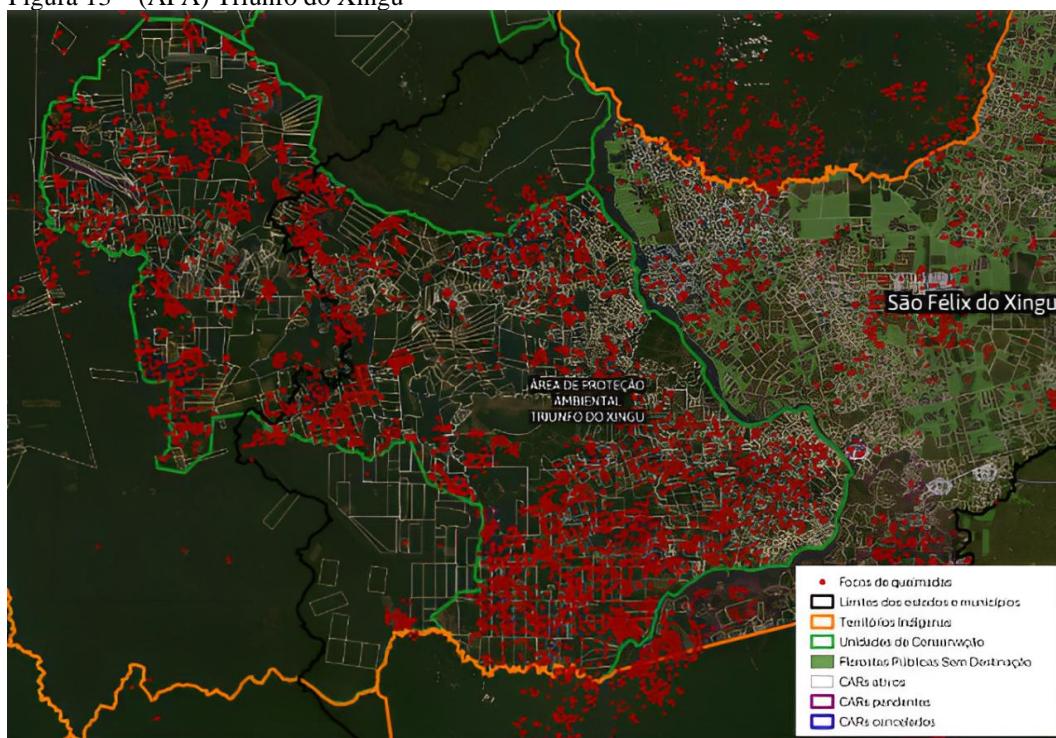 Figura 15 – (APA) Triunfo do Xingu
São Félix do Xingu
ÁREA DE PROTEÇÃO
AMBIENTAL
TRIUNFO DO XINGU
Focos de queimadas
Limites dos estados e municípios
Territórios Indígenas
Unidades de Conservação
Florestas Públicas Sem Destinação
CARs ativos
CARs pendentes
CARs cancelados